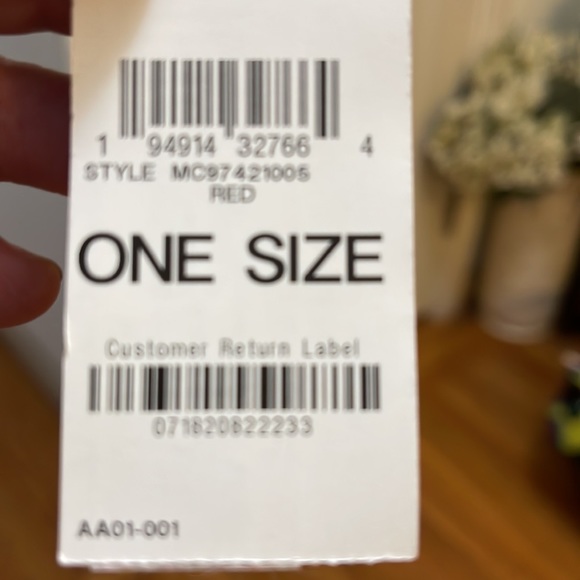 1 94914 32766 4
STYLE MC97421005
RED
ONE SIZE
Customer Return Label
071820822233
AA01-001